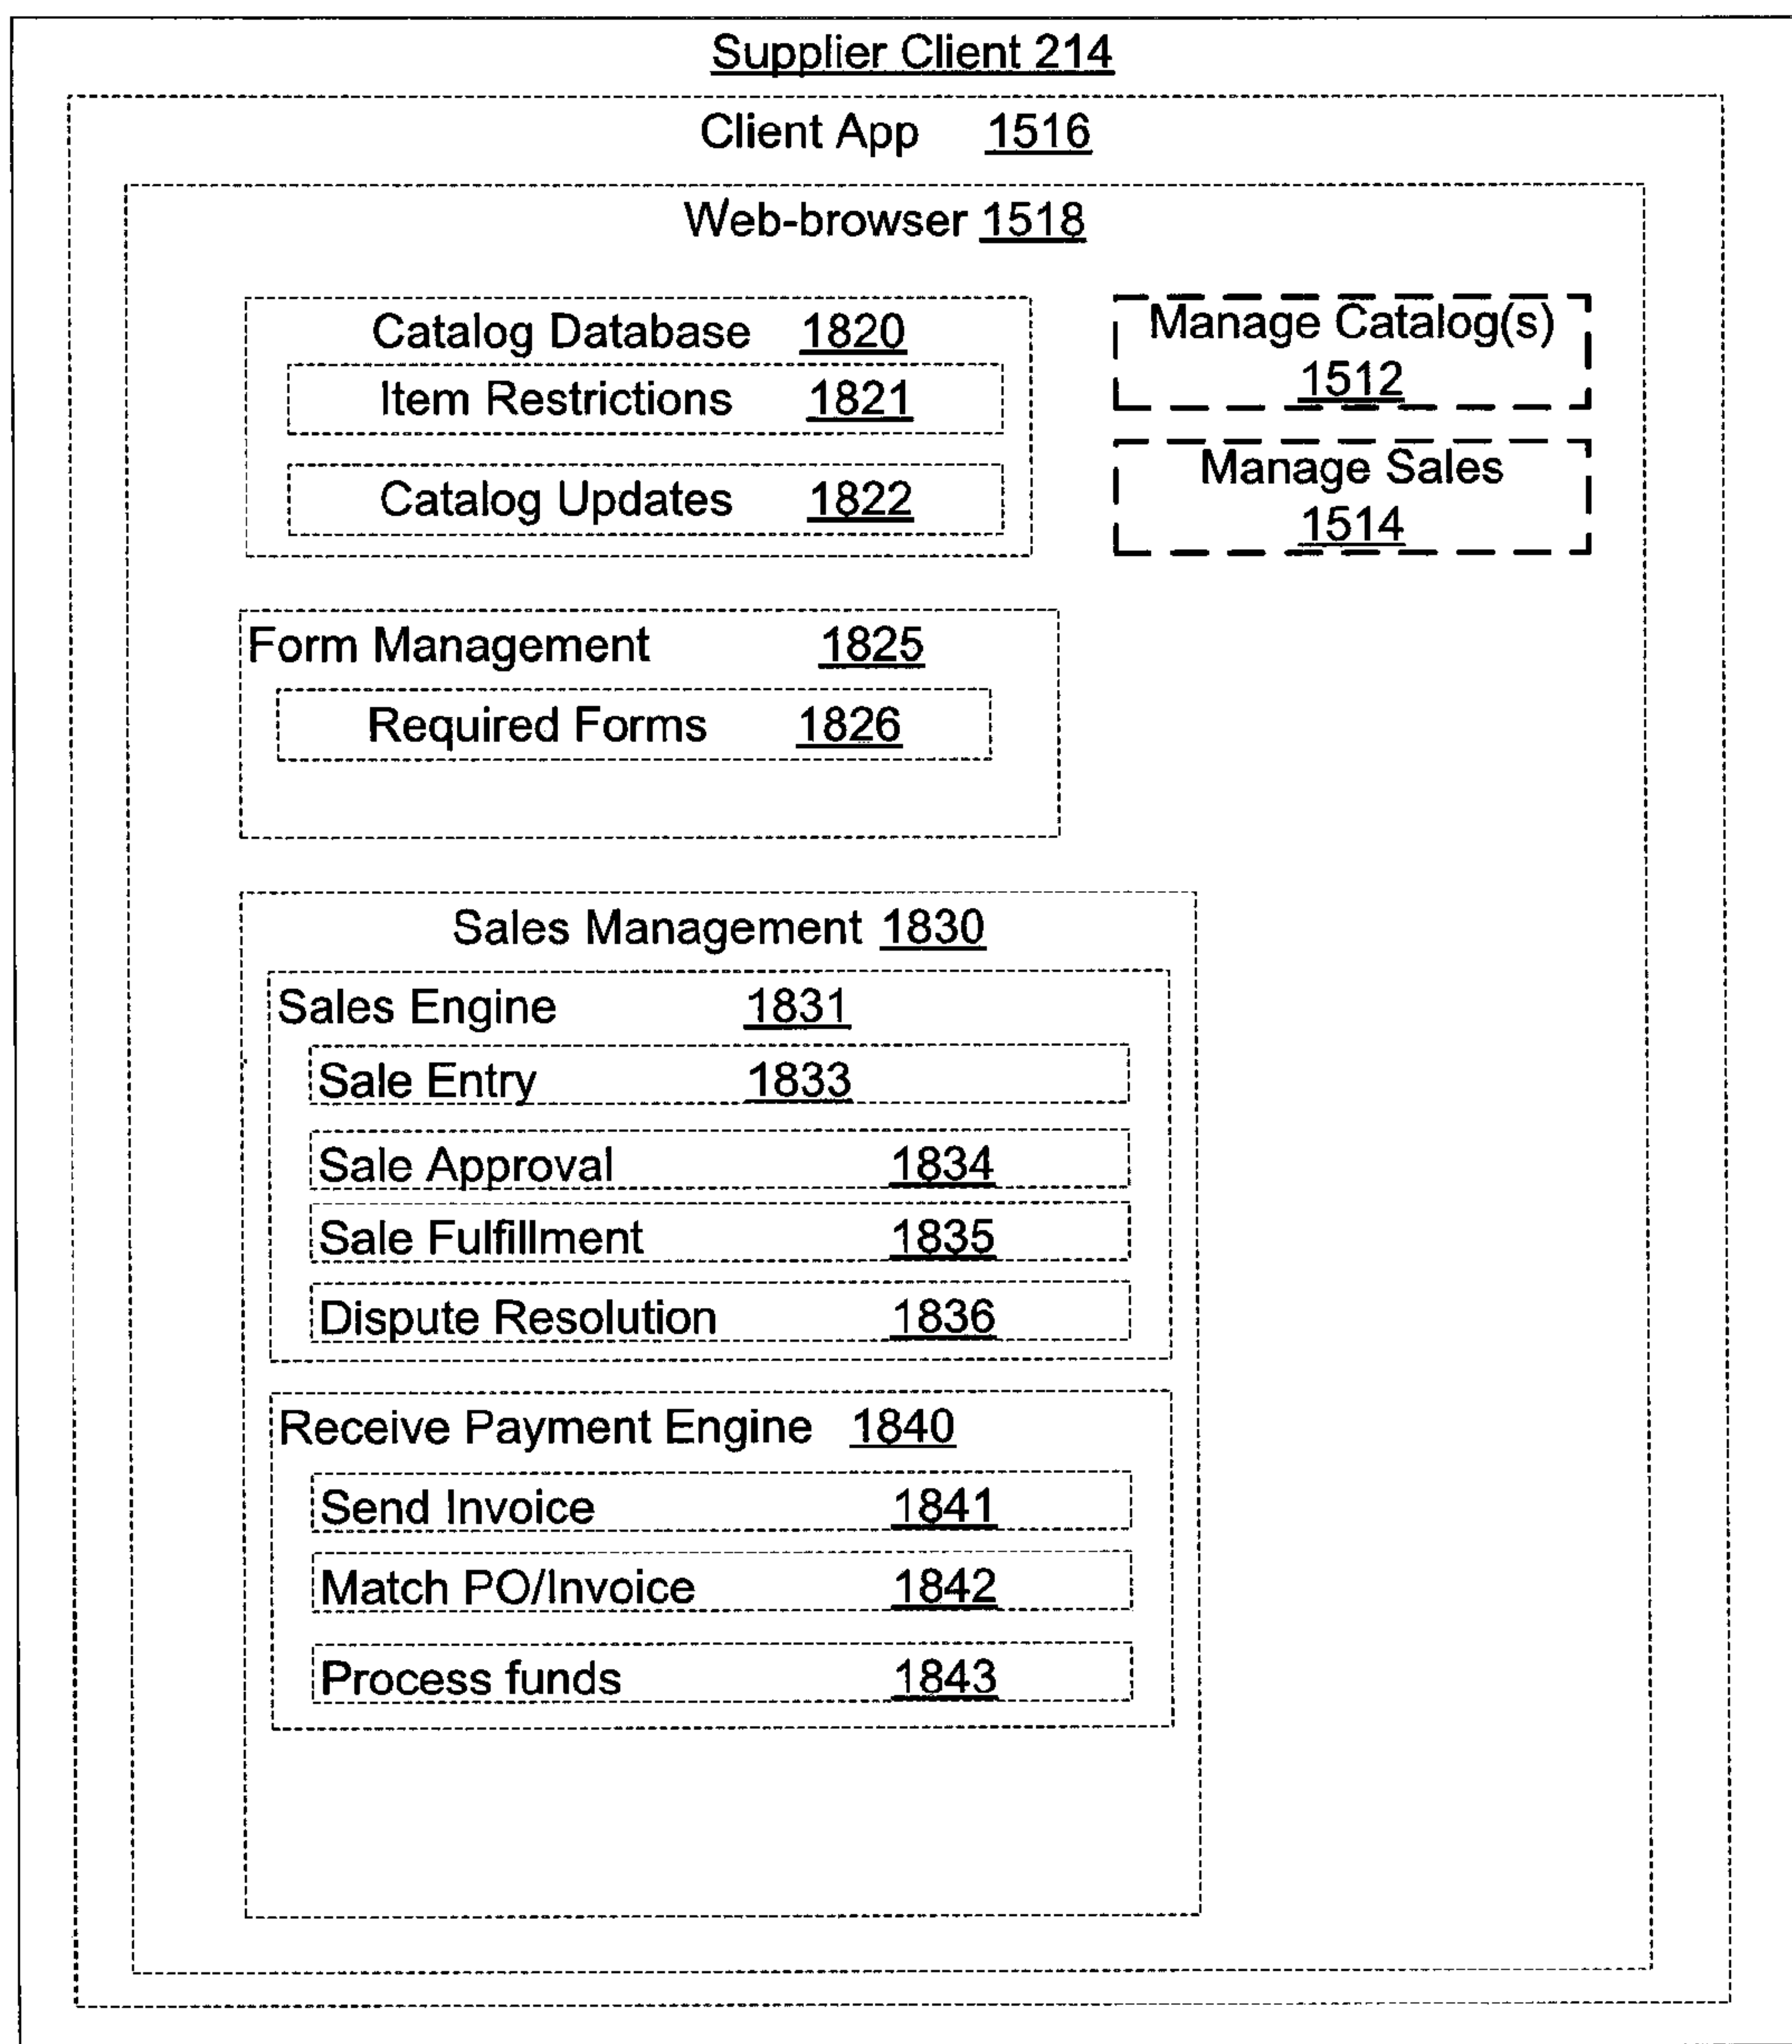 Supplier Client 214
Client App 1516
Web-browser 1518
Catalog Database 1820
Item Restrictions 1821
Catalog Updates 1822
Manage Catalog(s)
1512
Manage Sales
1514
Form Management 1825
Required Forms 1826
Sales Management 1830
Sales Engine 1831
Sale Entry 1833
Sale Approval 1834
Sale Fulfillment 1835
Dispute Resolution 1836
Receive Payment Engine 1840
Send Invoice 1841
Match PO/Invoice 1842
Process funds 1843